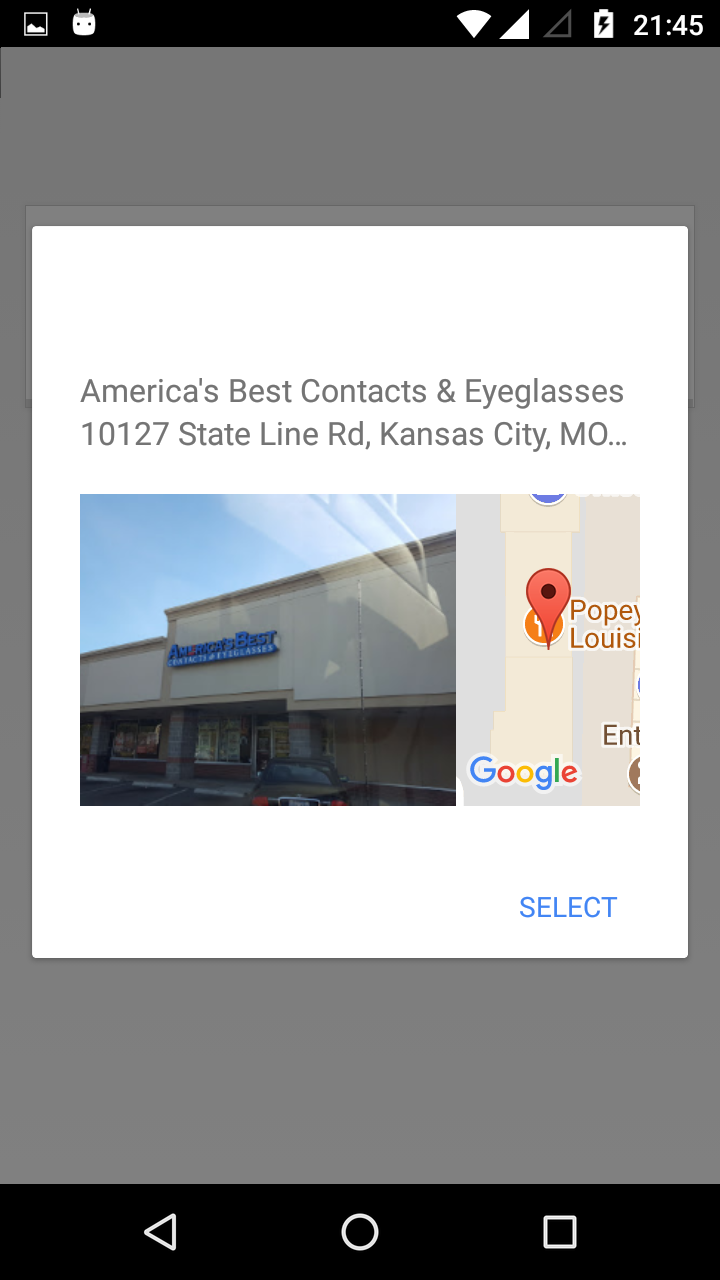 21:45
America's Best Contacts & Eyeglasses
10127 State Line Rd, Kansas City, MO…
AMERICA'S BEST
CONTACTS & EYEGLASSES
Popey
Louisi
Ent
Google
SELECT